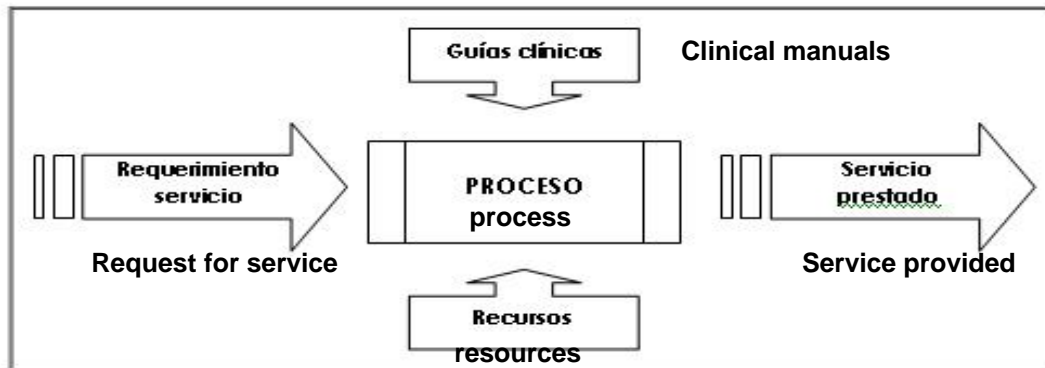 Guías clínicas
Clinical manuals
Requerimiento
servicio
Request for service
PROCESO
process
Servicio
prestado
Service provided
Recursos
resources